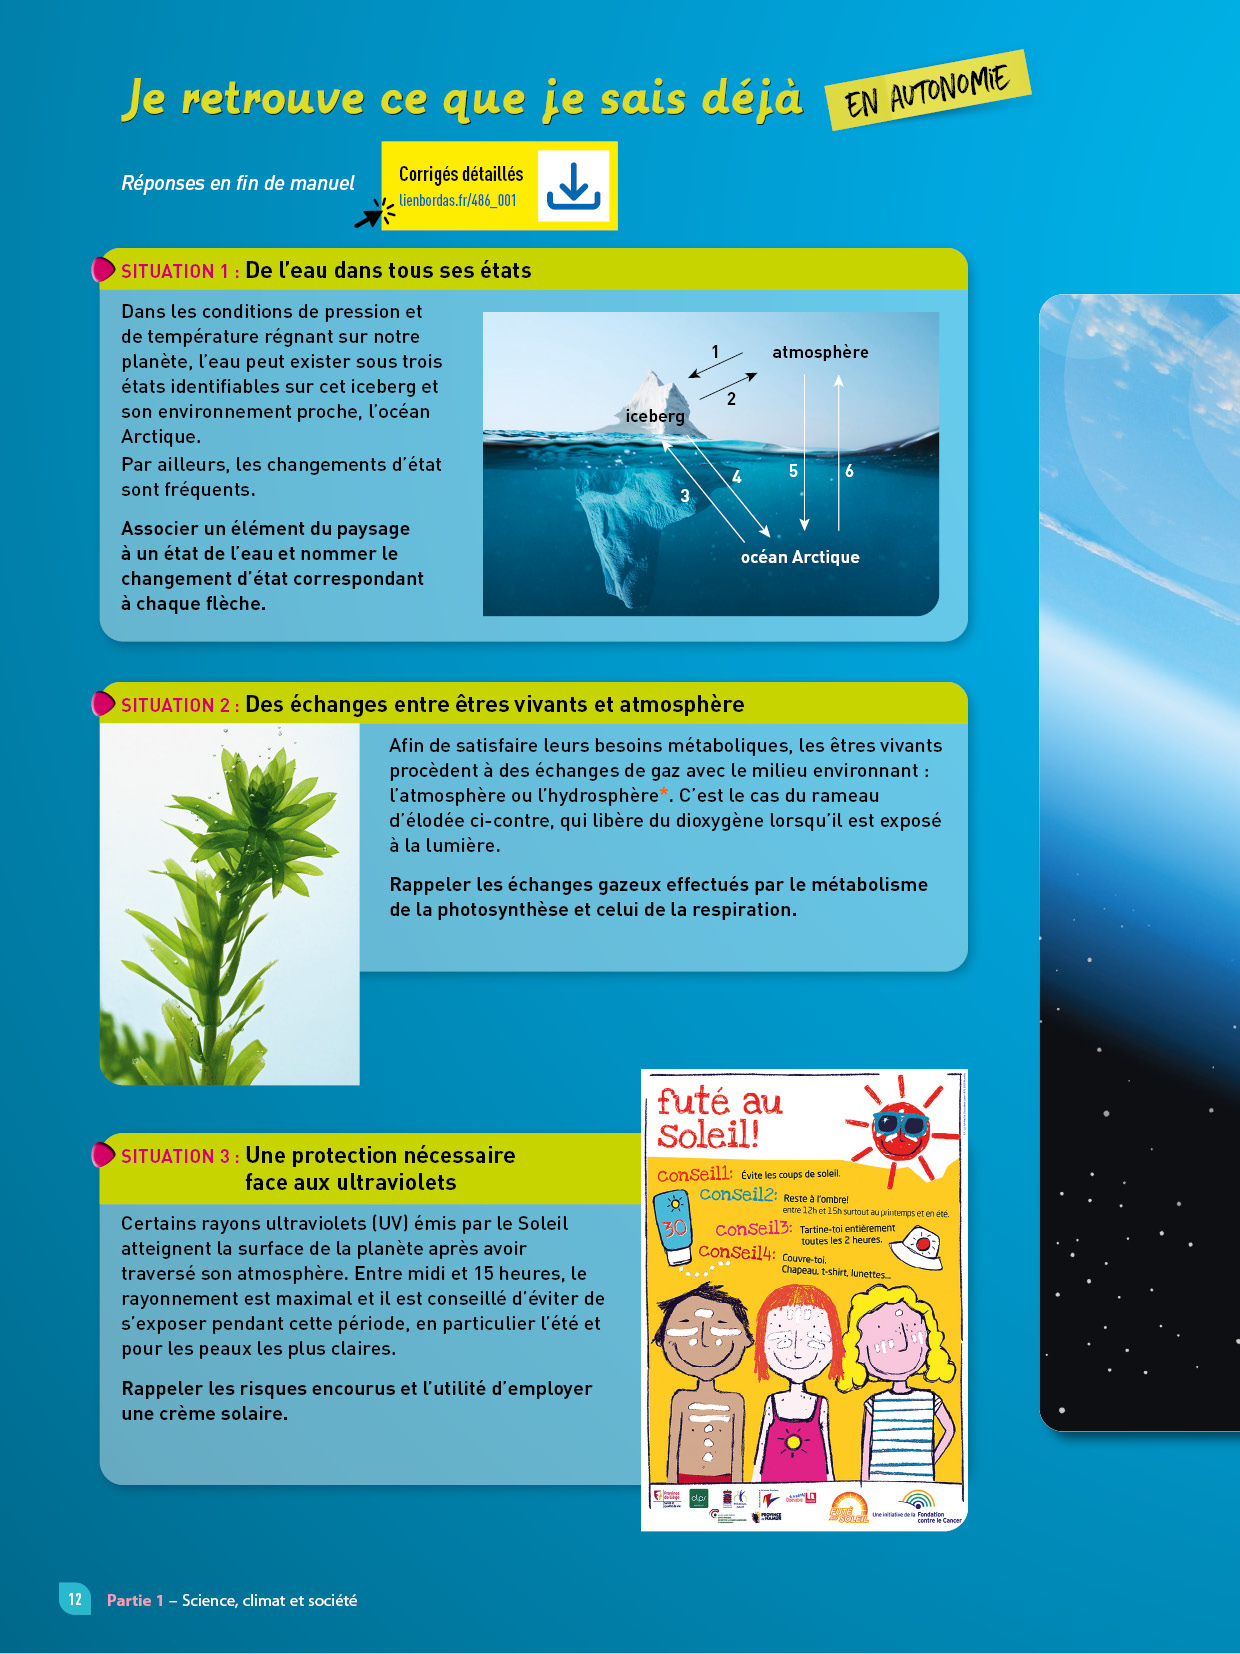 Je retrouve ce que je sais déjà
EN AUTONOMIE
Réponses en fin de manuel
Corrigés détaillés
lienbordas.fr/486_001
SITUATION 1 : De l'eau dans tous ses états
Dans les conditions de pression et
de température régnant sur notre
planète, l'eau peut exister sous trois
états identifiables sur cet iceberg et
son environnement proche, l'océan
Arctique.
Par ailleurs, les changements d'état
sont fréquents.
Associer un élément du paysage
à un état de l'eau et nommer le
changement d'état correspondant
à chaque flèche.
1
atmosphère
2
iceberg
3
4
5
6
océan Arctique
SITUATION 2 : Des échanges entre êtres vivants et atmosphère
Afin de satisfaire leurs besoins métaboliques, les êtres vivants
procèdent à des échanges de gaz avec le milieu environnant :
l'atmosphère ou l'hydrosphère*. C'est le cas du rameau
d'élodée ci-contre, qui libère du dioxygène lorsqu'il est exposé
à la lumière.
Rappeler les échanges gazeux effectués par le métabolisme
de la photosynthèse et celui de la respiration.
SITUATION 3 : Une protection nécessaire
face aux ultraviolets
Certains rayons ultraviolets (UV) émis par le Soleil
atteignent la surface de la planète après avoir
traversé son atmosphère. Entre midi et 15 heures, le
rayonnement est maximal et il est conseillé d'éviter de
s'exposer pendant cette période, en particulier l'été et
pour les peaux les plus claires.
Rappeler les risques encourus et l'utilité d'employer
une crème solaire.
futé au
soleil!
conseil1: Évite les coups de soleil.
conseil2: Reste à l'ombre!
entre 12h et 15h surtout au printemps et en été.
30
conseil3: Tartine-toi entièrement
toutes les 2 heures.
conseil4: Couvre-toi.
Chapeau, t-shirt, lunettes...
Province
de Liège
PROVINCE
de NAMUR
FUTÉ
AU SOLEIL
Une initiative de la Fondation
contre le Cancer
12
Partie 1 – Science, climat et société